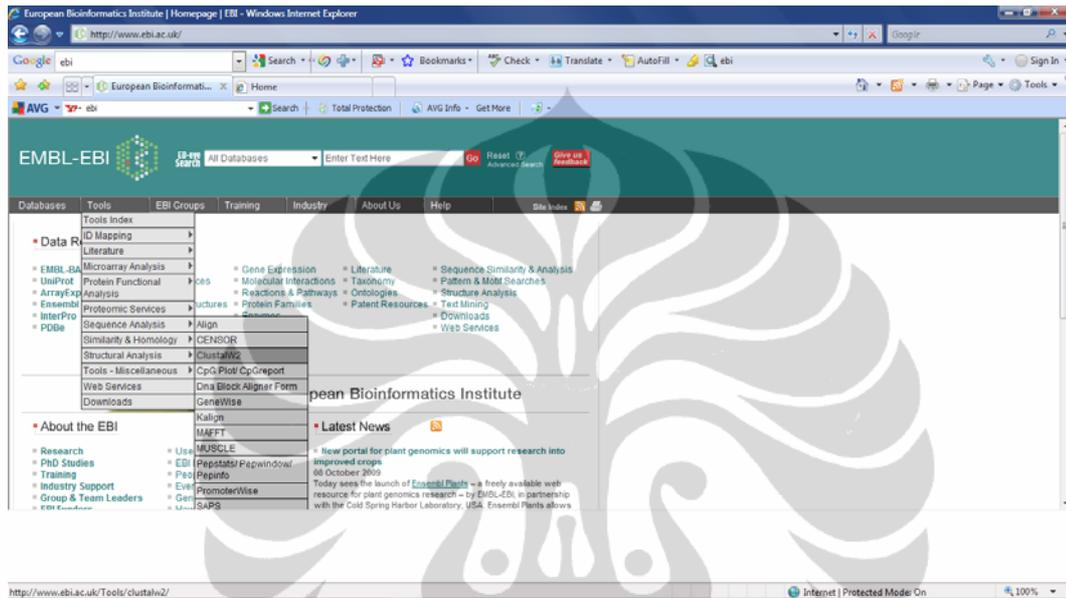 European Bioinformatics Institute | Homepage | EBI - Windows Internet Explorer
http://www.ebi.ac.uk/
Google
Google ebi Search Bookmarks Check Translate AutoFill ebi Sign In
European Bioinformati... x Home Page Tools
AVG ebi Search Total Protection AVG Info Get More
EMBL-EBI EB-eye Search All Databases Enter Text Here Go Reset Advanced Search Give us feedback
Databases Tools EBI Groups Training Industry About Us Help Site Index
Tools Index
ID Mapping
Literature
Microarray Analysis
Protein Functional Analysis
Proteomic Services
Sequence Analysis
Similarity & Homology
Structural Analysis
Tools - Miscellaneous
Web Services
Downloads
Align
CENSOR
ClustalW2
CpG Plot/ CpGreport
Dna Block Aligner Form
GeneWise
Kalign
MAFFT
MUSCLE
Pepstats/ Pepwindow/ Pepinfo
PromoterWise
SAPS
Data R
EMBL-BA
UniProt
ArrayExp
Ensembl
InterPro
PDBe
ces
uctures
Gene Expression
Molecular Interactions
Reactions & Pathways
Protein Families
Enzymes
Literature
Taxonomy
Ontologies
Patent Resources
Sequence Similarity & Analysis
Pattern & Motif Searches
Structure Analysis
Text Mining
Downloads
Web Services
pean Bioinformatics Institute
About the EBI
Research
PhD Studies
Training
Industry Support
Group & Team Leaders
EBI Funders
Use
EBI
Peo
Ever
Gen
Latest News
New portal for plant genomics will support research into
improved crops
08 October 2009
Today sees the launch of Ensembl Plants – a freely available web
resource for plant genomics research – by EMBL-EBI, in partnership
with the Cold Spring Harbor Laboratory, USA. Ensembl Plants allows
http://www.ebi.ac.uk/Tools/clustalw2/ Internet | Protected Mode: On 100%